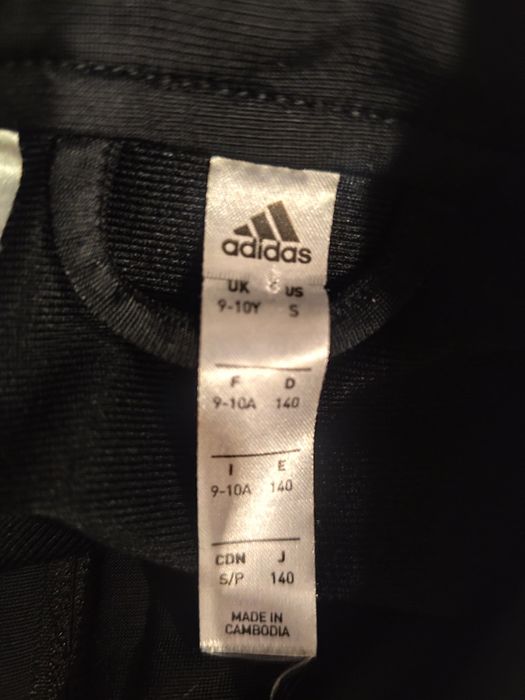 adidas
UK US
9-10Y S
F D
9-10A 140
I E
9-10A 140
CDN J
S/P 140
MADE IN
CAMBODIA